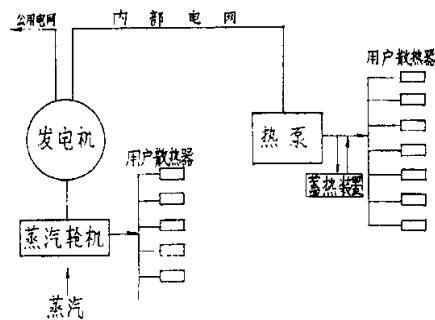 公用电网
内部电网
用户散热器
发电机
热泵
用户散热器
蓄热装置
蒸汽轮机
蒸汽